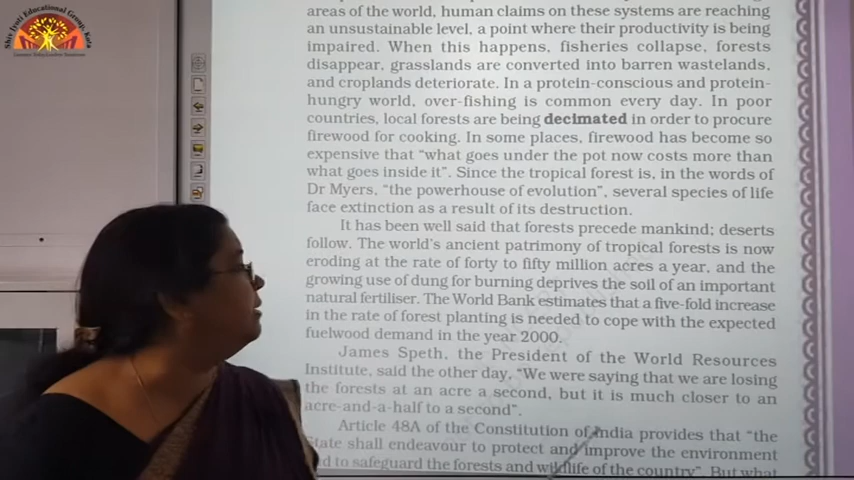 Shiv Jyoti Educational Group, Kota
areas of the world, human claims on these systems are reaching
an unsustainable level, a point where their productivity is being
impaired. When this happens, fisheries collapse, forests
disappear, grasslands are converted into barren wastelands,
and croplands deteriorate. In a protein-conscious and protein-
hungry world, over-fishing is common every day. In poor
countries, local forests are being decimated in order to procure
firewood for cooking. In some places, firewood has become so
expensive that “what goes under the pot now costs more than
what goes inside it”. Since the tropical forest is, in the words of
Dr Myers, “the powerhouse of evolution”, several species of life
face extinction as a result of its destruction.
It has been well said that forests precede mankind; deserts
follow. The world's ancient patrimony of tropical forests is now
eroding at the rate of forty to fifty million acres a year, and the
growing use of dung for burning deprives the soil of an important
natural fertiliser. The World Bank estimates that a five-fold increase
in the rate of forest planting is needed to cope with the expected
fuelwood demand in the year 2000.
James Speth, the President of the World Resources
Institute, said the other day, “We were saying that we are losing
the forests at an acre a second, but it is much closer to an
acre-and-a-half to a second”.
Article 48A of the Constitution of India provides that “the
State shall endeavour to protect and improve the environment
to safeguard the forests and wildlife of the country”. But what